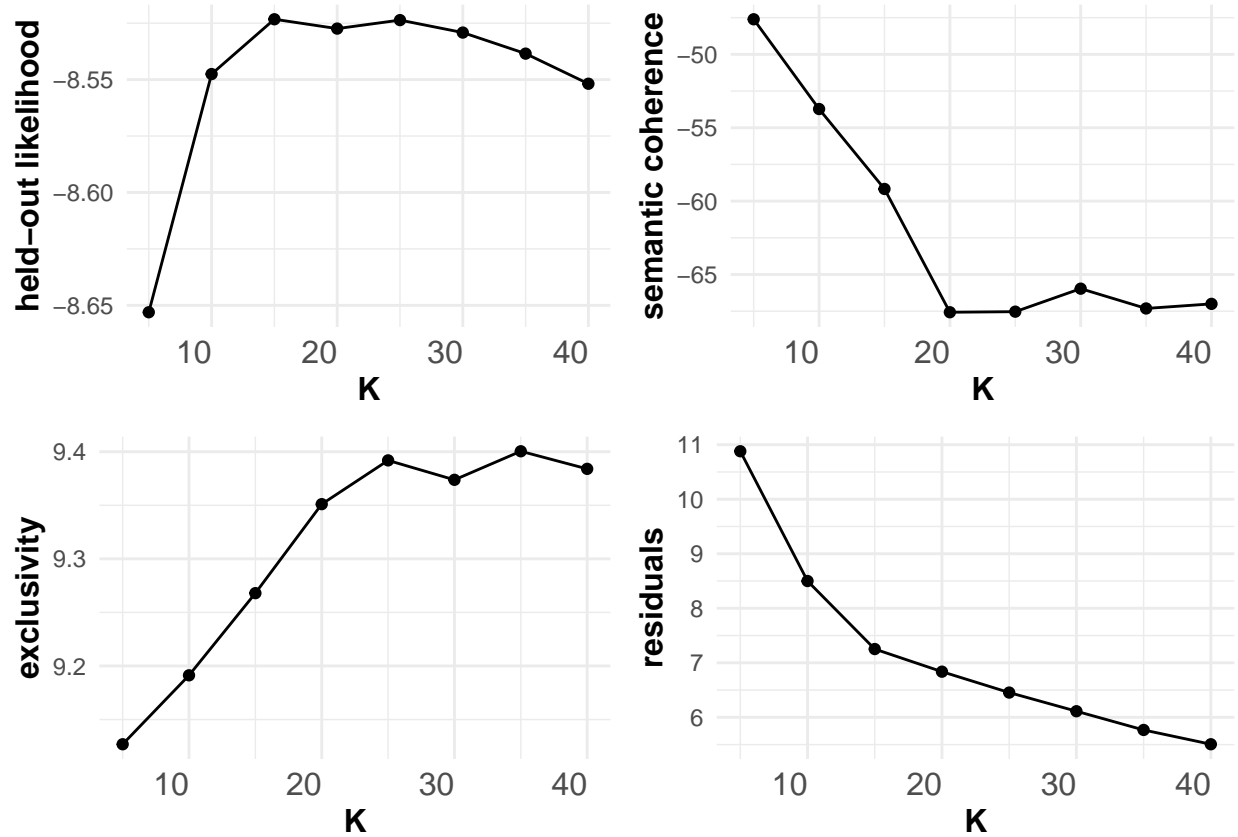 held−out likelihood
−8.55
−8.60
−8.65
10 20 30 40
K
semantic coherence
−50
−55
−60
−65
10 20 30 40
K
exclusivity
9.4
9.3
9.2
10 20 30 40
K
residuals
11
10
9
8
7
6
10 20 30 40
K